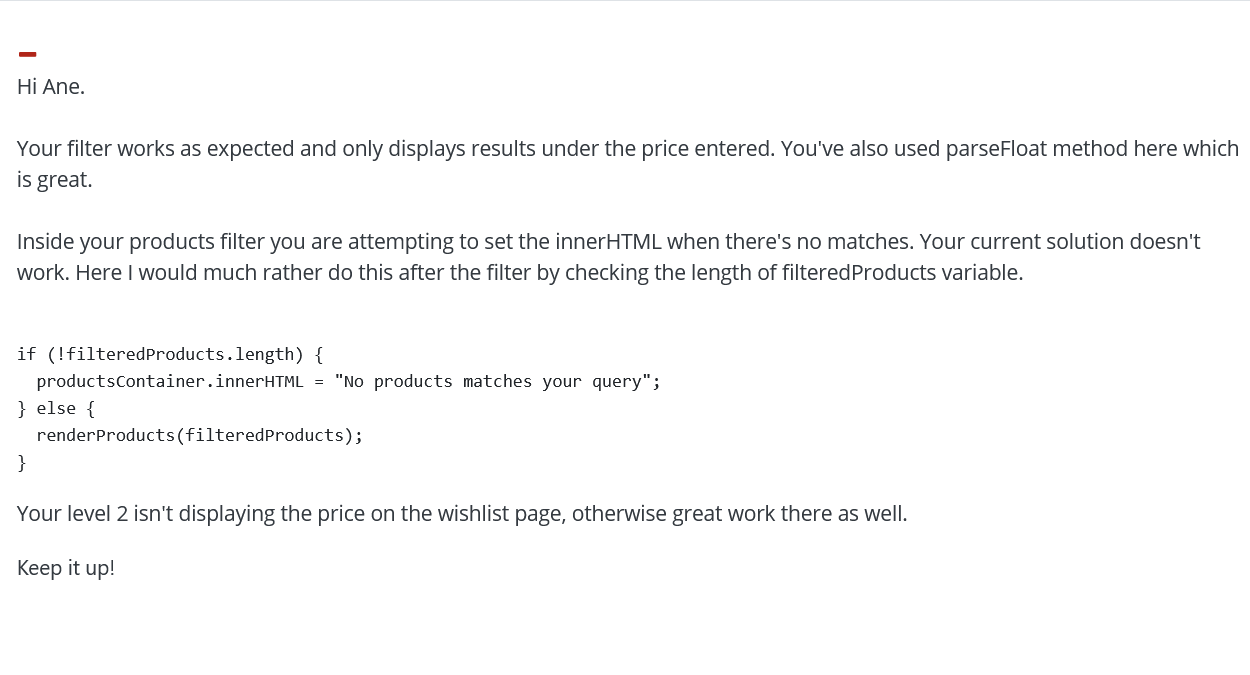 Hi Ane.
Your filter works as expected and only displays results under the price entered. You've also used parseFloat method here which
is great.
Inside your products filter you are attempting to set the innerHTML when there's no matches. Your current solution doesn't
work. Here I would much rather do this after the filter by checking the length of filteredProducts variable.
if (!filteredProducts.length) {
  productsContainer.innerHTML = "No products matches your query";
} else {
  renderProducts(filteredProducts);
}
Your level 2 isn't displaying the price on the wishlist page, otherwise great work there as well.
Keep it up!